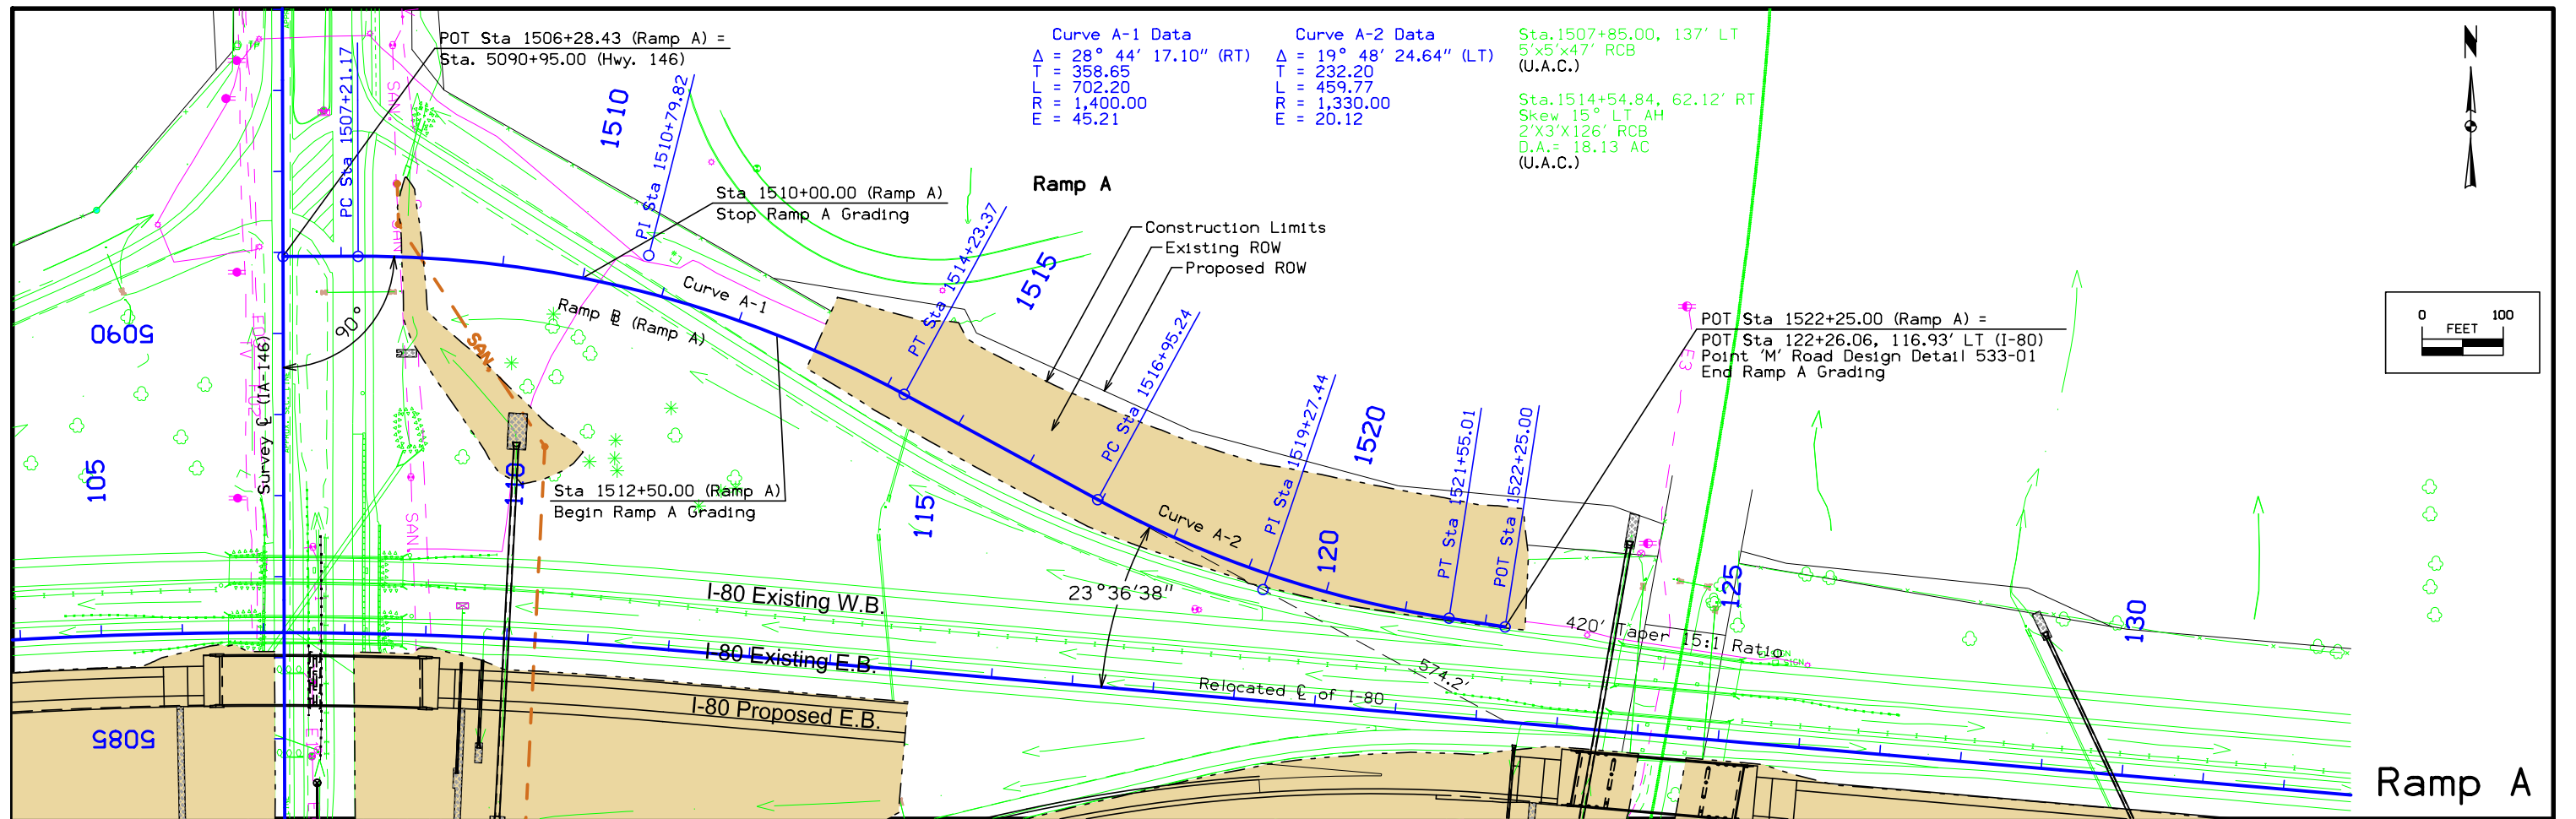 POT Sta 1506+28.43 (Ramp A) =
Sta. 5090+95.00 (Hwy. 146)
PC Sta 1507+21.17
1510
PI Sta 1510+79.82
Curve A-1 Data
Δ = 28° 44' 17.10" (RT)
T = 358.65
L = 702.20
R = 1,400.00
E = 45.21
Curve A-2 Data
Δ = 19° 48' 24.64" (LT)
T = 232.20
L = 459.77
R = 1,330.00
E = 20.12
Sta.1507+85.00, 137' LT
5'x5'x47' RCB
(U.A.C.)
Sta.1514+54.84, 62.12' RT
Skew 15° LT AH
2'X3'X126' RCB
D.A.= 18.13 AC
(U.A.C.)
N
Ramp A
Sta 1510+00.00 (Ramp A)
Stop Ramp A Grading
PT Sta 1514+23.37
1515
Construction Limits
Existing ROW
Proposed ROW
Curve A-1
Ramp ℄ (Ramp A)
90°
SAN.
SAN.
SAN.
5090
Survey ℄ (IA-146)
105
110
Sta 1512+50.00 (Ramp A)
Begin Ramp A Grading
115
PC Sta 1516+95.24
PI Sta 1519+27.44
1520
PT Sta 1521+55.01
POT Sta 1522+25.00
POT Sta 1522+25.00 (Ramp A) =
POT Sta 122+26.06, 116.93' LT (I-80)
Point 'M' Road Design Detail 533-01
End Ramp A Grading
0 100
FEET
Curve A-2
120
23°36'38"
125
130
I-80 Existing W.B.
I-80 Existing E.B.
I-80 Proposed E.B.
420' Taper 15:1 Ratio
574.2'
Relocated ℄ of I-80
5085
Ramp A